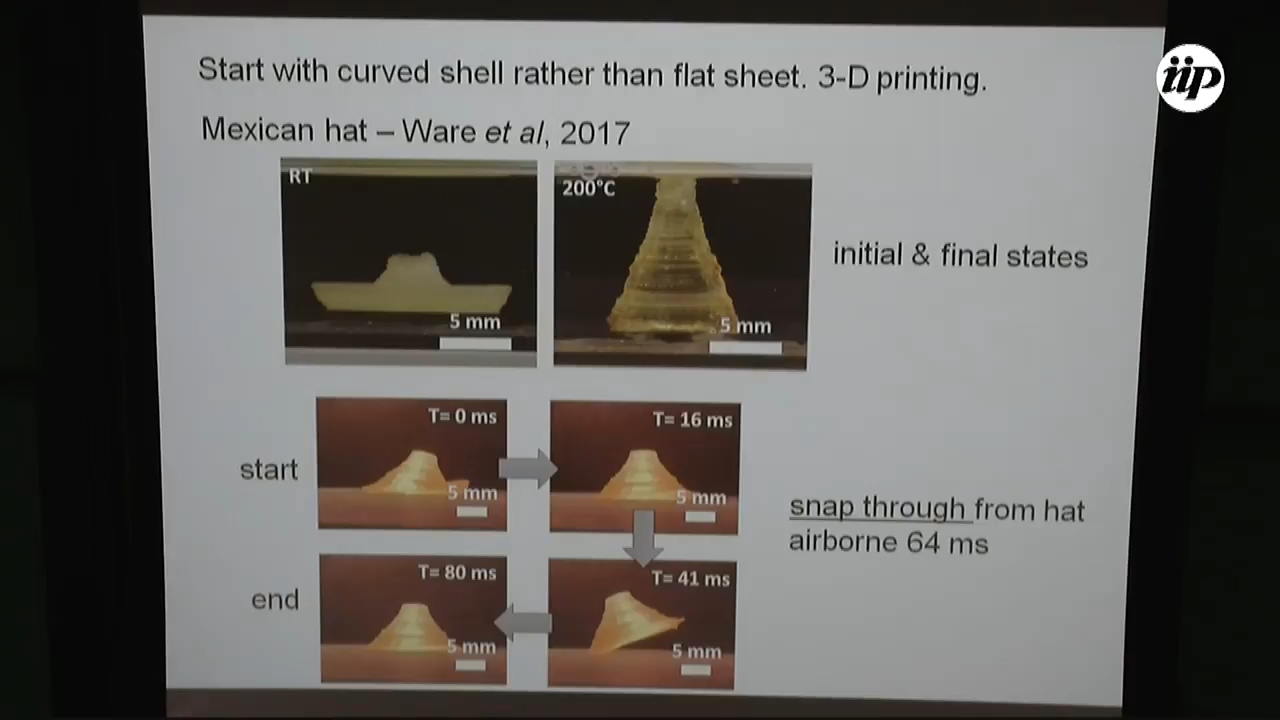 Start with curved shell rather than flat sheet. 3-D printing.
iip
Mexican hat – Ware et al, 2017
RT
200°C
5 mm
5 mm
initial & final states
start
T= 0 ms
5 mm
T= 16 ms
5 mm
snap through from hat
airborne 64 ms
end
T= 80 ms
5 mm
T= 41 ms
5 mm